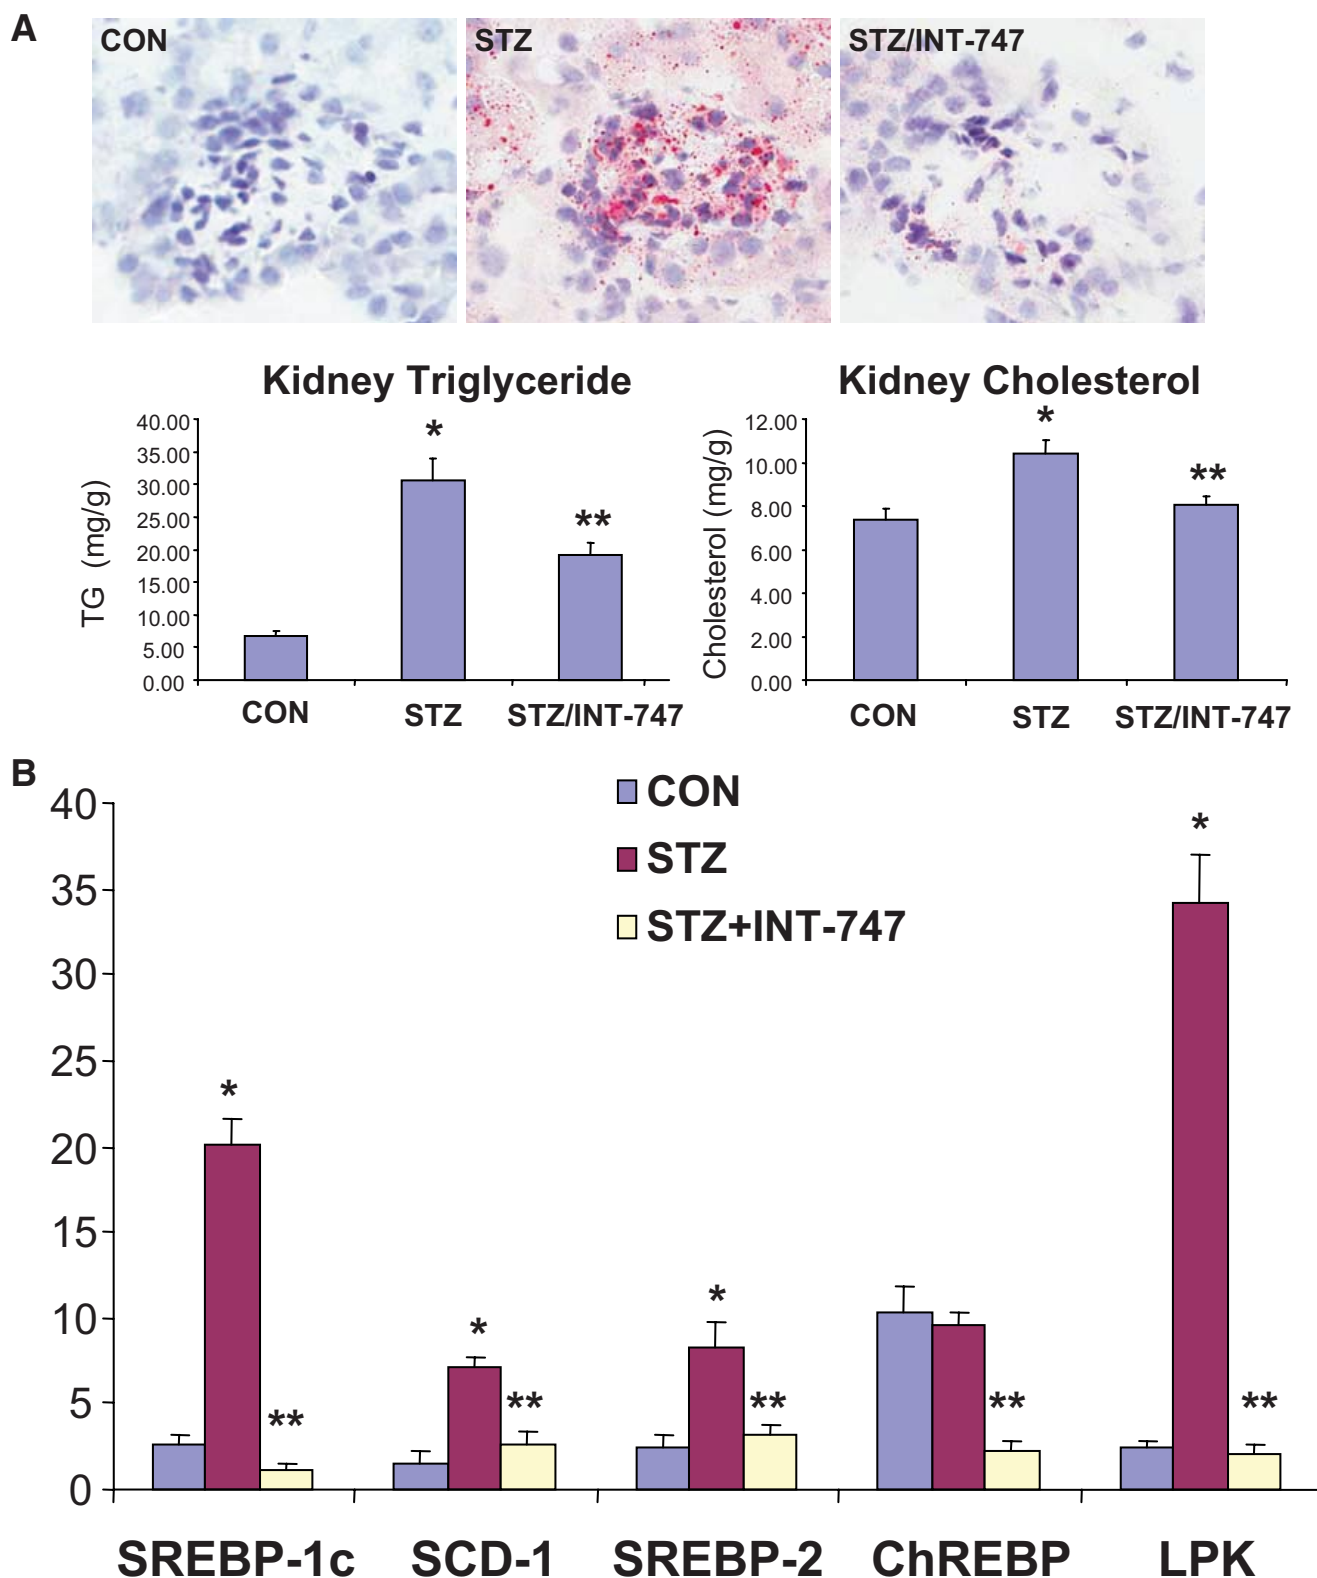 A
CON
STZ
STZ/INT-747
Kidney Triglyceride
40.00
35.00
30.00
25.00
20.00
15.00
10.00
5.00
0.00
TG (mg/g)
*
**
CON
STZ
STZ/INT-747
Kidney Cholesterol
12.00
10.00
8.00
6.00
4.00
2.00
0.00
Cholesterol (mg/g)
*
**
CON
STZ
STZ/INT-747
B
CON
STZ
STZ+INT-747
40
35
30
25
20
15
10
5
0
*
**
*
**
*
**
**
*
**
SREBP-1c
SCD-1
SREBP-2
ChREBP
LPK